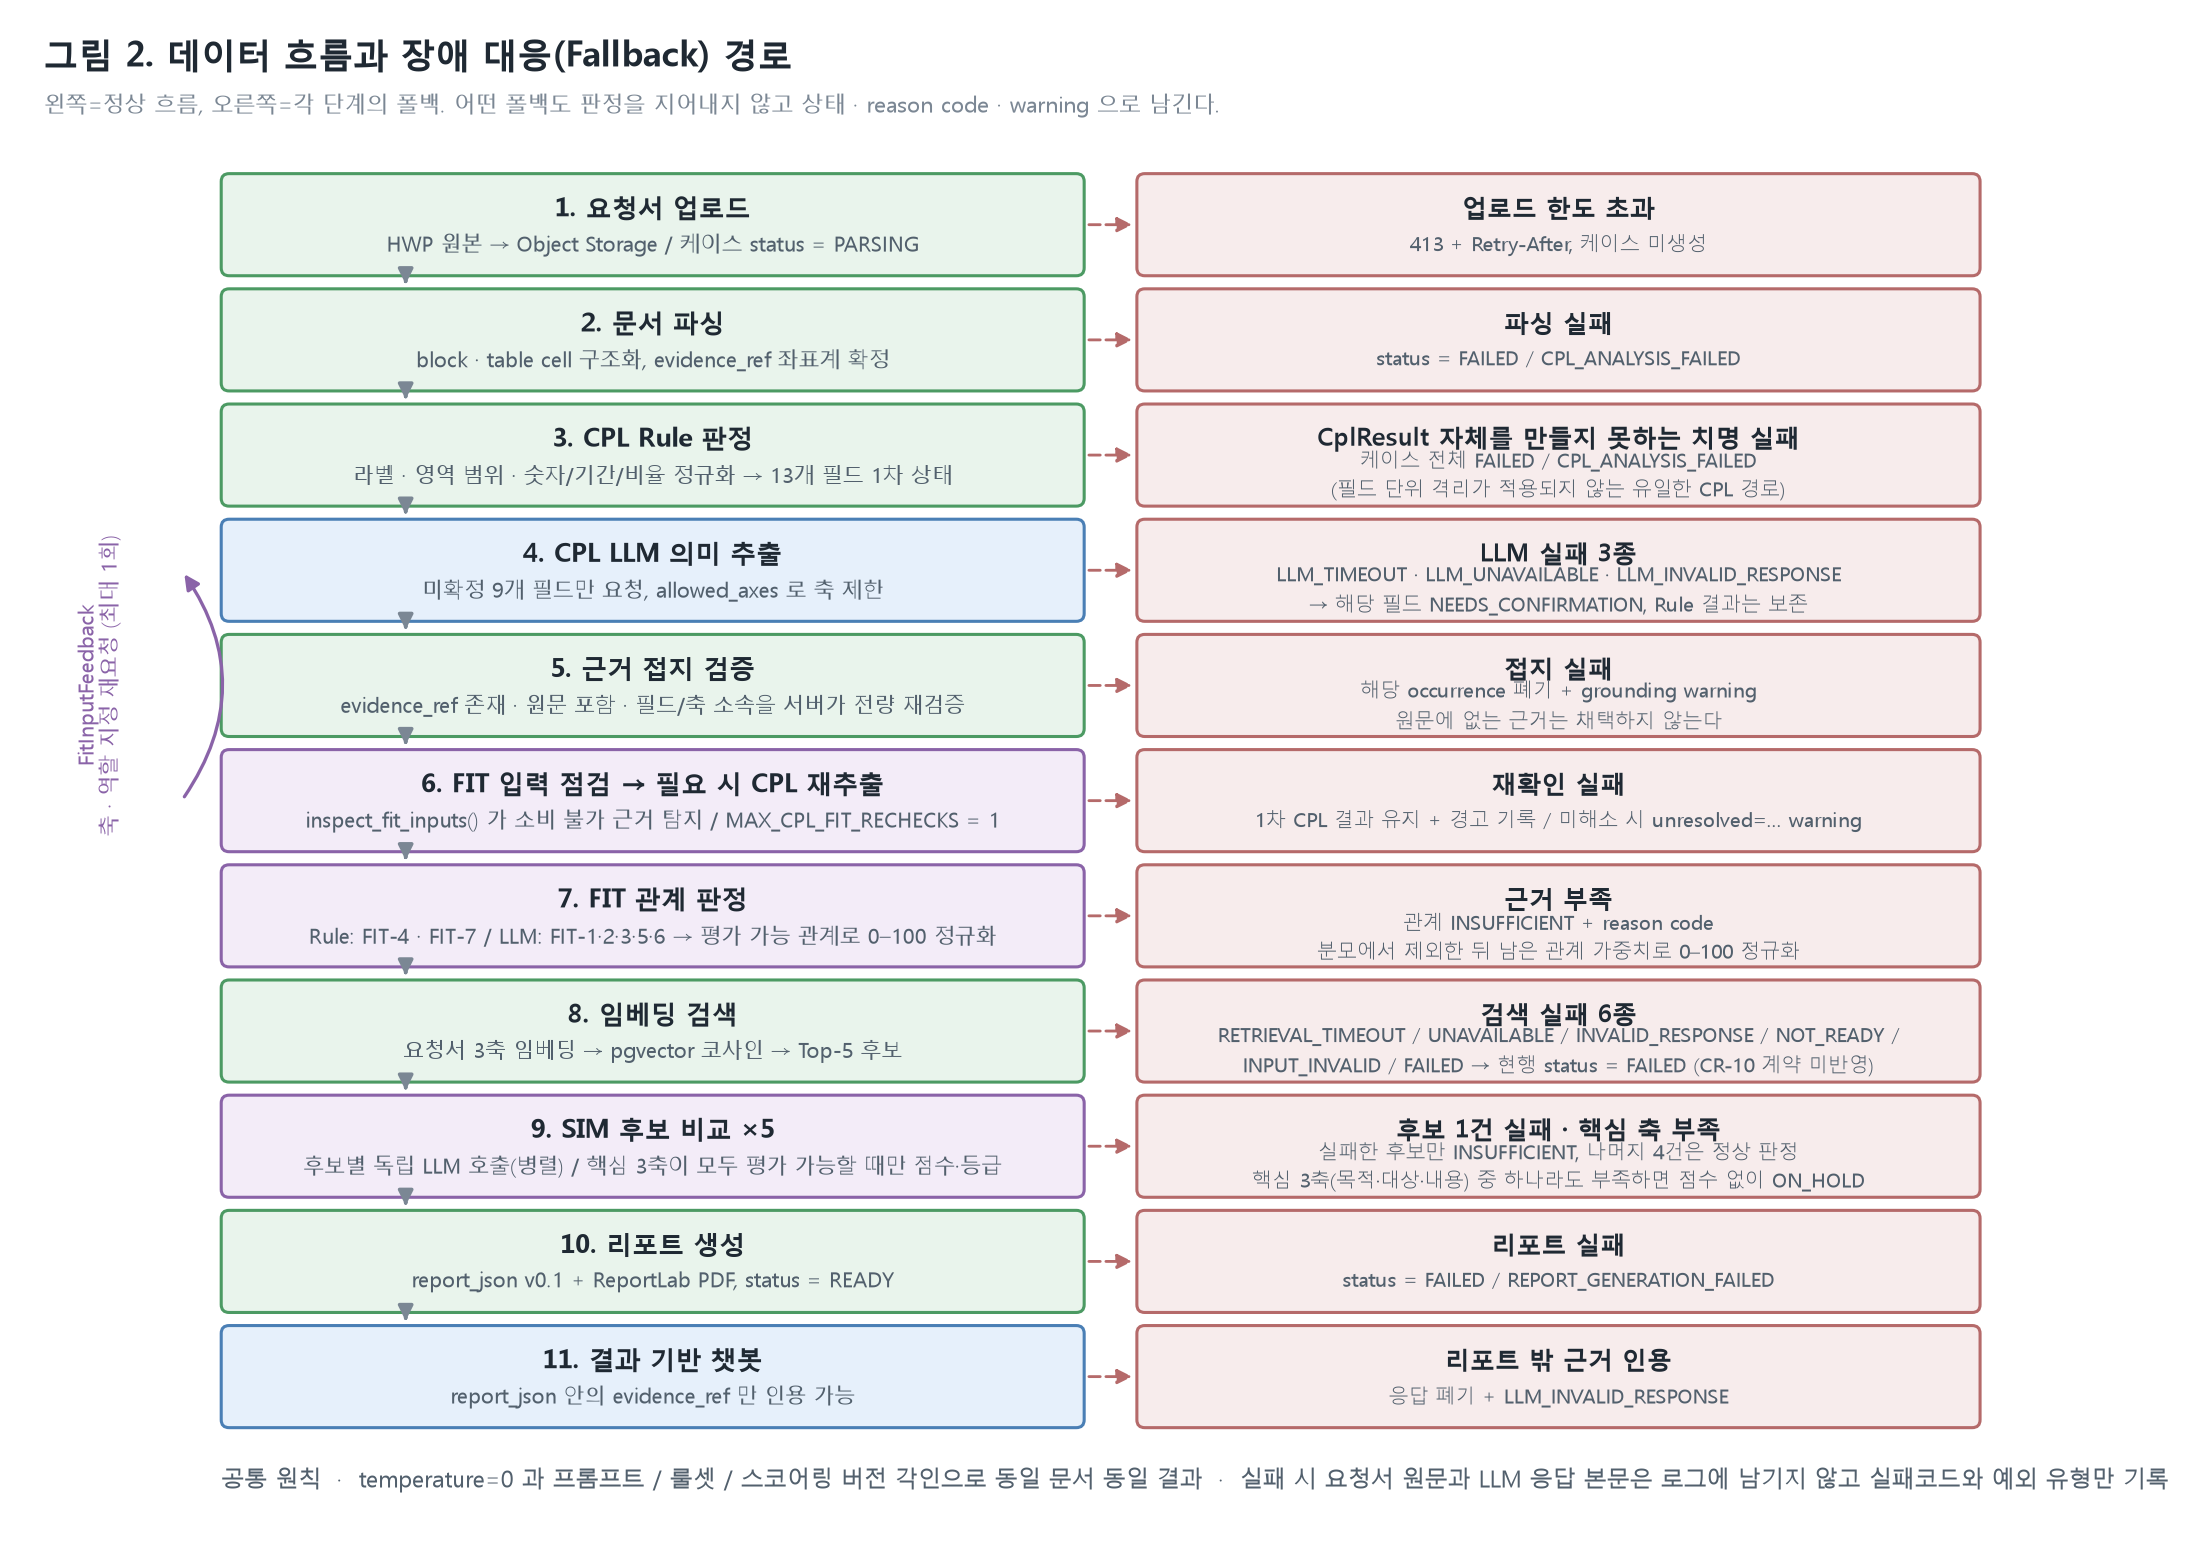 그림 2. 데이터 흐름과 장애 대응(Fallback) 경로
왼쪽=정상 흐름, 오른쪽=각 단계의 폴백. 어떤 폴백도 판정을 지어내지 않고 상태 · reason code · warning 으로 남긴다.
1. 요청서 업로드
HWP 원본 → Object Storage / 케이스 status = PARSING
업로드 한도 초과
413 + Retry-After, 케이스 미생성
2. 문서 파싱
block · table cell 구조화, evidence_ref 좌표계 확정
파싱 실패
status = FAILED / CPL_ANALYSIS_FAILED
3. CPL Rule 판정
라벨 · 영역 범위 · 숫자/기간/비율 정규화 → 13개 필드 1차 상태
CplResult 자체를 만들지 못하는 치명 실패
케이스 전체 FAILED / CPL_ANALYSIS_FAILED
(필드 단위 격리가 적용되지 않는 유일한 CPL 경로)
4. CPL LLM 의미 추출
미확정 9개 필드만 요청, allowed_axes 로 축 제한
LLM 실패 3종
LLM_TIMEOUT · LLM_UNAVAILABLE · LLM_INVALID_RESPONSE
→ 해당 필드 NEEDS_CONFIRMATION, Rule 결과는 보존
FitInputFeedback
축 · 역할 지정 재요청 (최대 1회)
5. 근거 접지 검증
evidence_ref 존재 · 원문 포함 · 필드/축 소속을 서버가 전량 재검증
접지 실패
해당 occurrence 폐기 + grounding warning
원문에 없는 근거는 채택하지 않는다
6. FIT 입력 점검 → 필요 시 CPL 재추출
inspect_fit_inputs() 가 소비 불가 근거 탐지 / MAX_CPL_FIT_RECHECKS = 1
재확인 실패
1차 CPL 결과 유지 + 경고 기록 / 미해소 시 unresolved=... warning
7. FIT 관계 판정
Rule: FIT-4 · FIT-7 / LLM: FIT-1·2·3·5·6 → 평가 가능 관계로 0–100 정규화
근거 부족
관계 INSUFFICIENT + reason code
분모에서 제외한 뒤 남은 관계 가중치로 0–100 정규화
8. 임베딩 검색
요청서 3축 임베딩 → pgvector 코사인 → Top-5 후보
검색 실패 6종
RETRIEVAL_TIMEOUT / UNAVAILABLE / INVALID_RESPONSE / NOT_READY /
INPUT_INVALID / FAILED → 현행 status = FAILED (CR-10 계약 미반영)
9. SIM 후보 비교 ×5
후보별 독립 LLM 호출(병렬) / 핵심 3축이 모두 평가 가능할 때만 점수·등급
후보 1건 실패 · 핵심 축 부족
실패한 후보만 INSUFFICIENT, 나머지 4건은 정상 판정
핵심 3축(목적·대상·내용) 중 하나라도 부족하면 점수 없이 ON_HOLD
10. 리포트 생성
report_json v0.1 + ReportLab PDF, status = READY
리포트 실패
status = FAILED / REPORT_GENERATION_FAILED
11. 결과 기반 챗봇
report_json 안의 evidence_ref 만 인용 가능
리포트 밖 근거 인용
응답 폐기 + LLM_INVALID_RESPONSE
공통 원칙 · temperature=0 과 프롬프트 / 룰셋 / 스코어링 버전 각인으로 동일 문서 동일 결과 · 실패 시 요청서 원문과 LLM 응답 본문은 로그에 남기지 않고 실패코드와 예외 유형만 기록